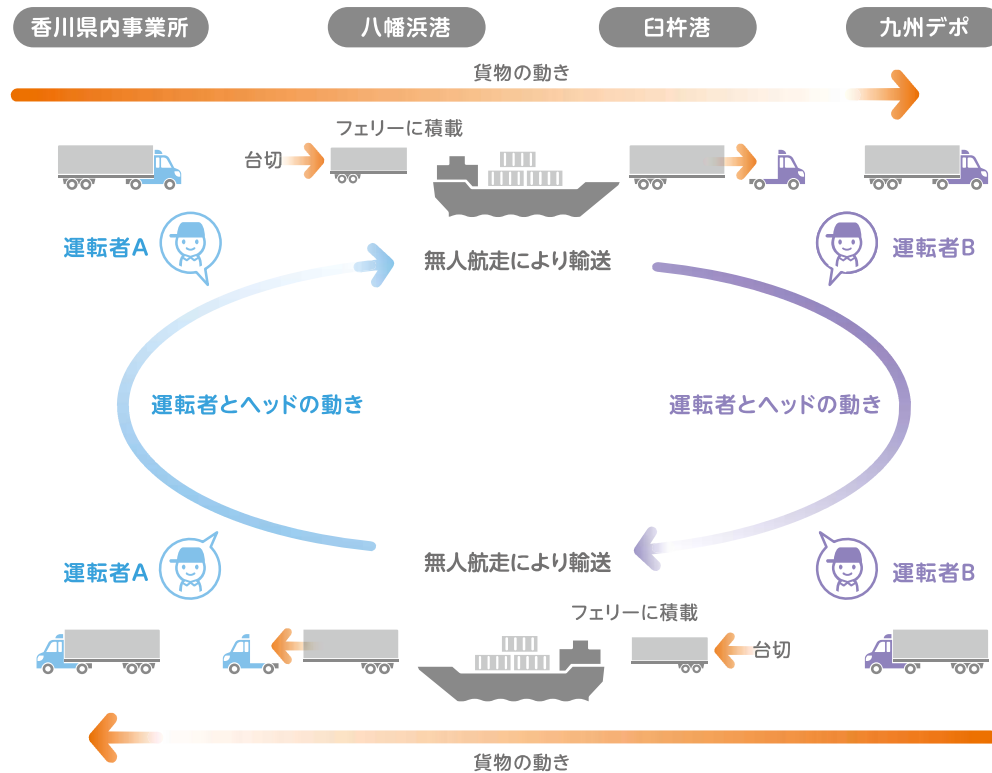 香川県内事業所
八幡浜港
臼杵港
九州デポ
貨物の動き
フェリーに積載
台切
運転者A
無人航走により輸送
運転者B
運転者とヘッドの動き
運転者とヘッドの動き
運転者A
無人航走により輸送
運転者B
フェリーに積載
台切
貨物の動き